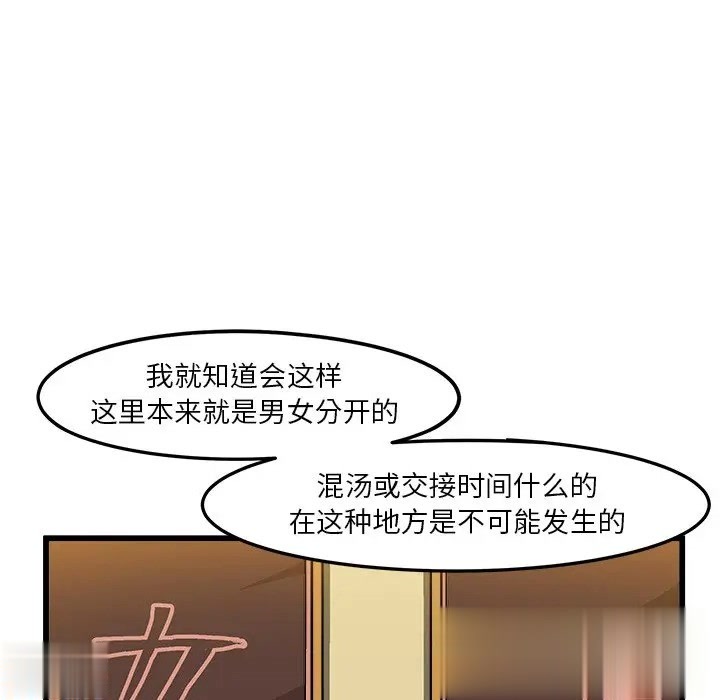 我就知道会这样
这里本来就是男女分开的
混汤或交接时间什么的
在这种地方是不可能发生的
女